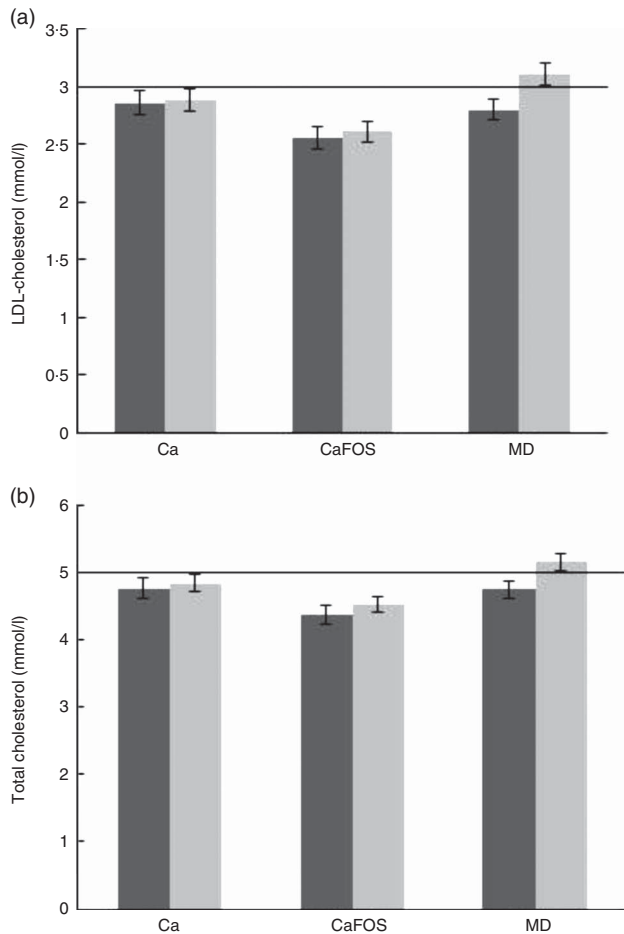 (a)
3·5
3
2·5
2
1·5
1
0·5
0
LDL-cholesterol (mmol/l)
Ca CaFOS MD
(b)
6
5
4
3
2
1
0
Total cholesterol (mmol/l)
Ca CaFOS MD